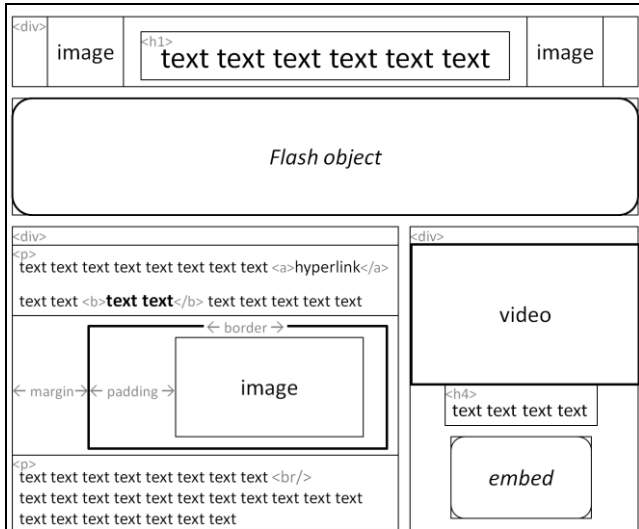 <div>
image
<h1>
text text text text text text
image
Flash object
<div>
<p>
text text text text text text text text <a>hyperlink</a>
text text <b>text text</b> text text text text text
← border →
← margin →
← padding →
image
<p>
text text text text text text text text <br/>
text text text text text text text text text text text
text text text text text text text
<div>
video
<h4>
text text text text
embed